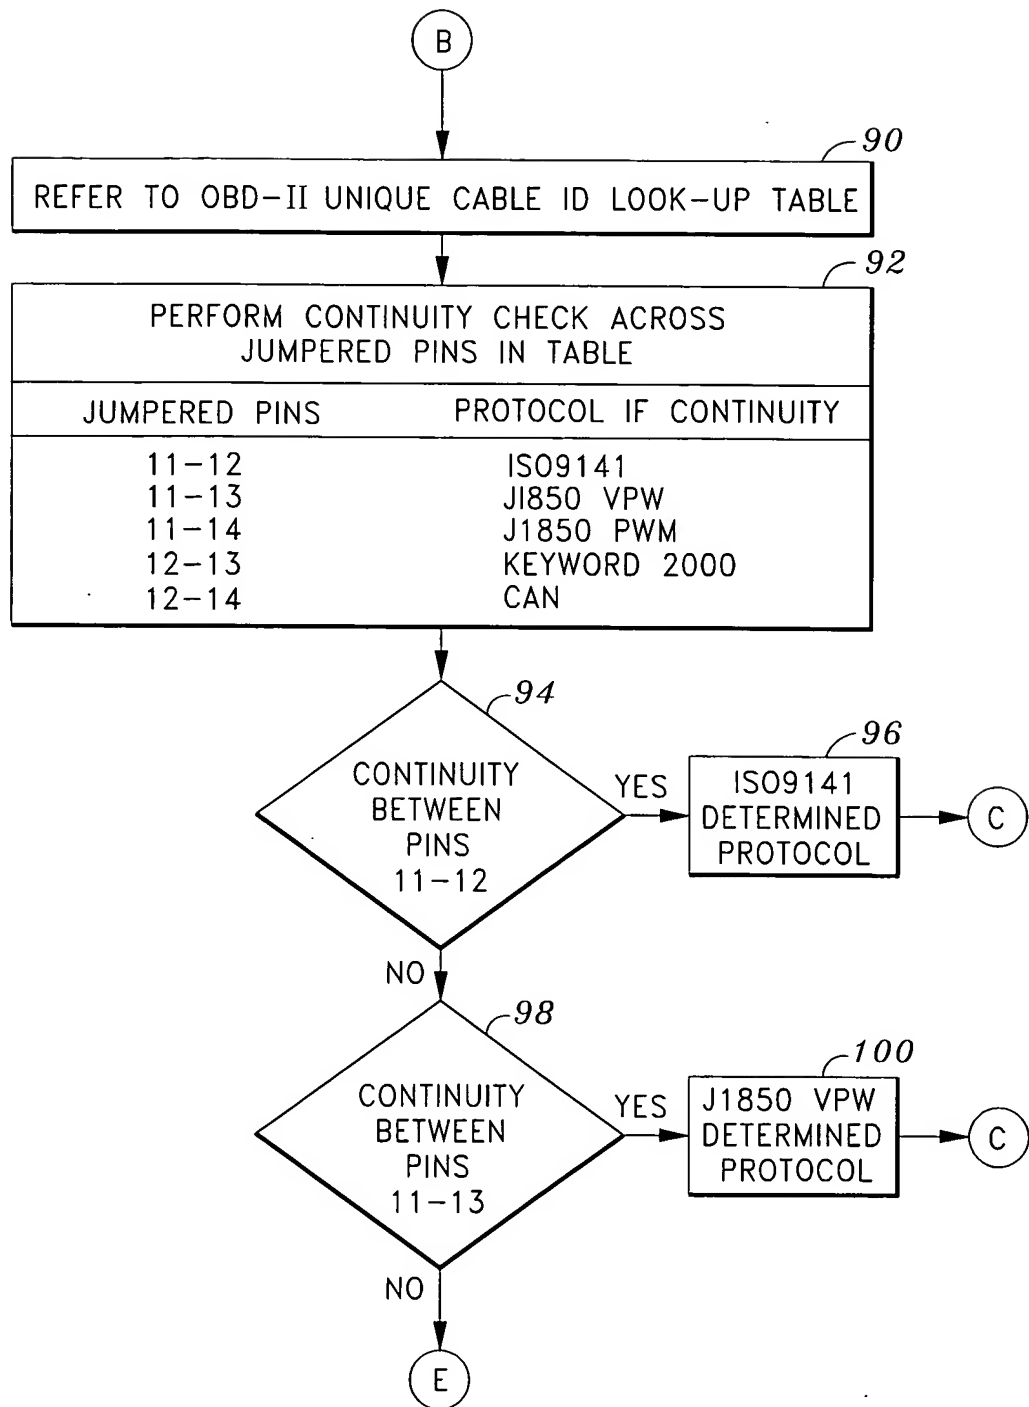 B
90
REFER TO OBD-II UNIQUE CABLE ID LOOK-UP TABLE
92
PERFORM CONTINUITY CHECK ACROSS
JUMPERED PINS IN TABLE
JUMPERED PINS PROTOCOL IF CONTINUITY
11-12 ISO9141
11-13 JI850 VPW
11-14 J1850 PWM
12-13 KEYWORD 2000
12-14 CAN
94
CONTINUITY
BETWEEN
PINS
11-12
YES
96
ISO9141
DETERMINED
PROTOCOL
C
NO
98
CONTINUITY
BETWEEN
PINS
11-13
YES
100
J1850 VPW
DETERMINED
PROTOCOL
C
NO
E